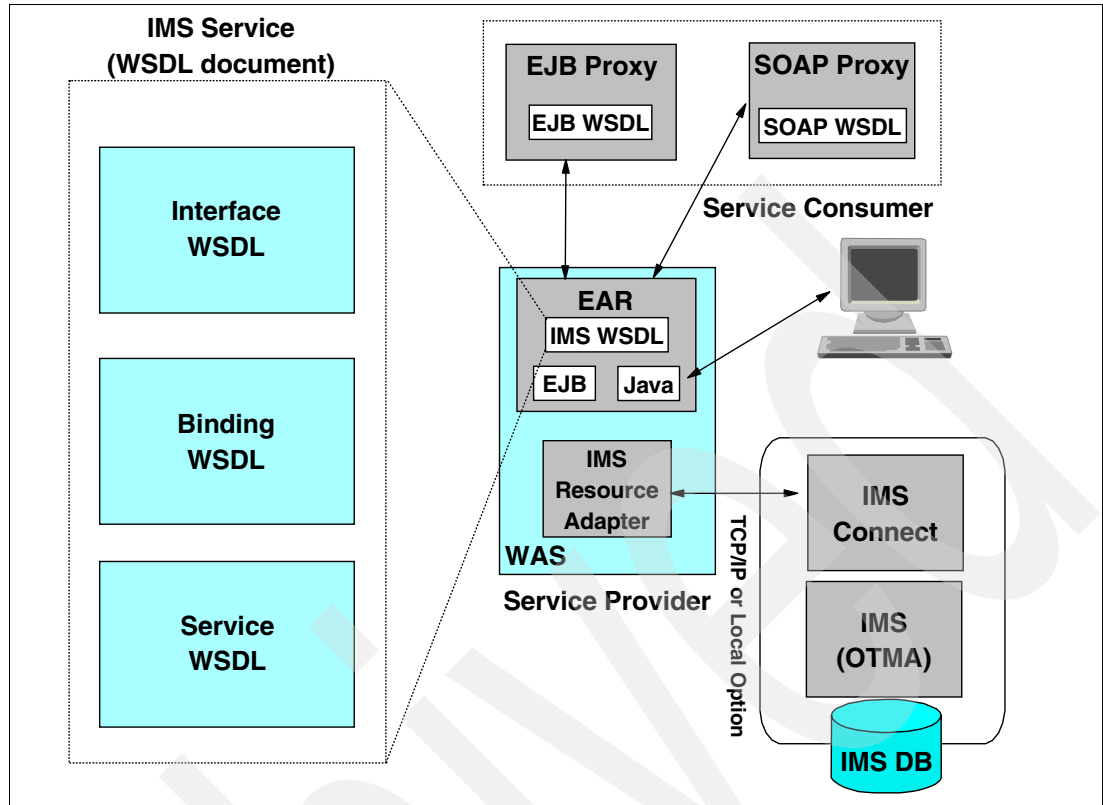 IMS Service
(WSDL document)
Interface
WSDL
Binding
WSDL
Service
WSDL
EJB Proxy
EJB WSDL
SOAP Proxy
SOAP WSDL
Service Consumer
EAR
IMS WSDL
EJB
Java
IMS
Resource
Adapter
WAS
Service Provider
TCP/IP or Local Option
IMS
Connect
IMS
(OTMA)
IMS DB